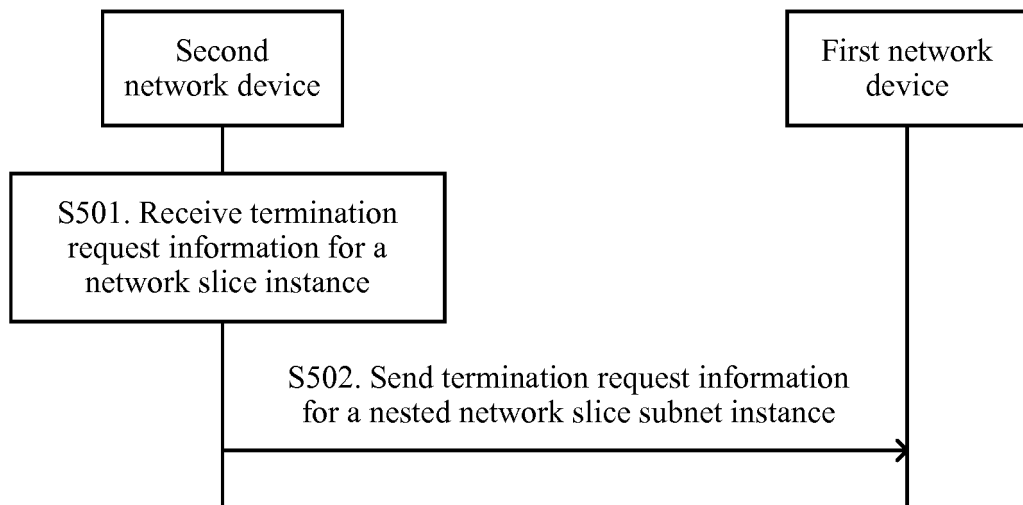 Second
network device
First network
device
S501. Receive termination
request information for a
network slice instance
S502. Send termination request information
for a nested network slice subnet instance